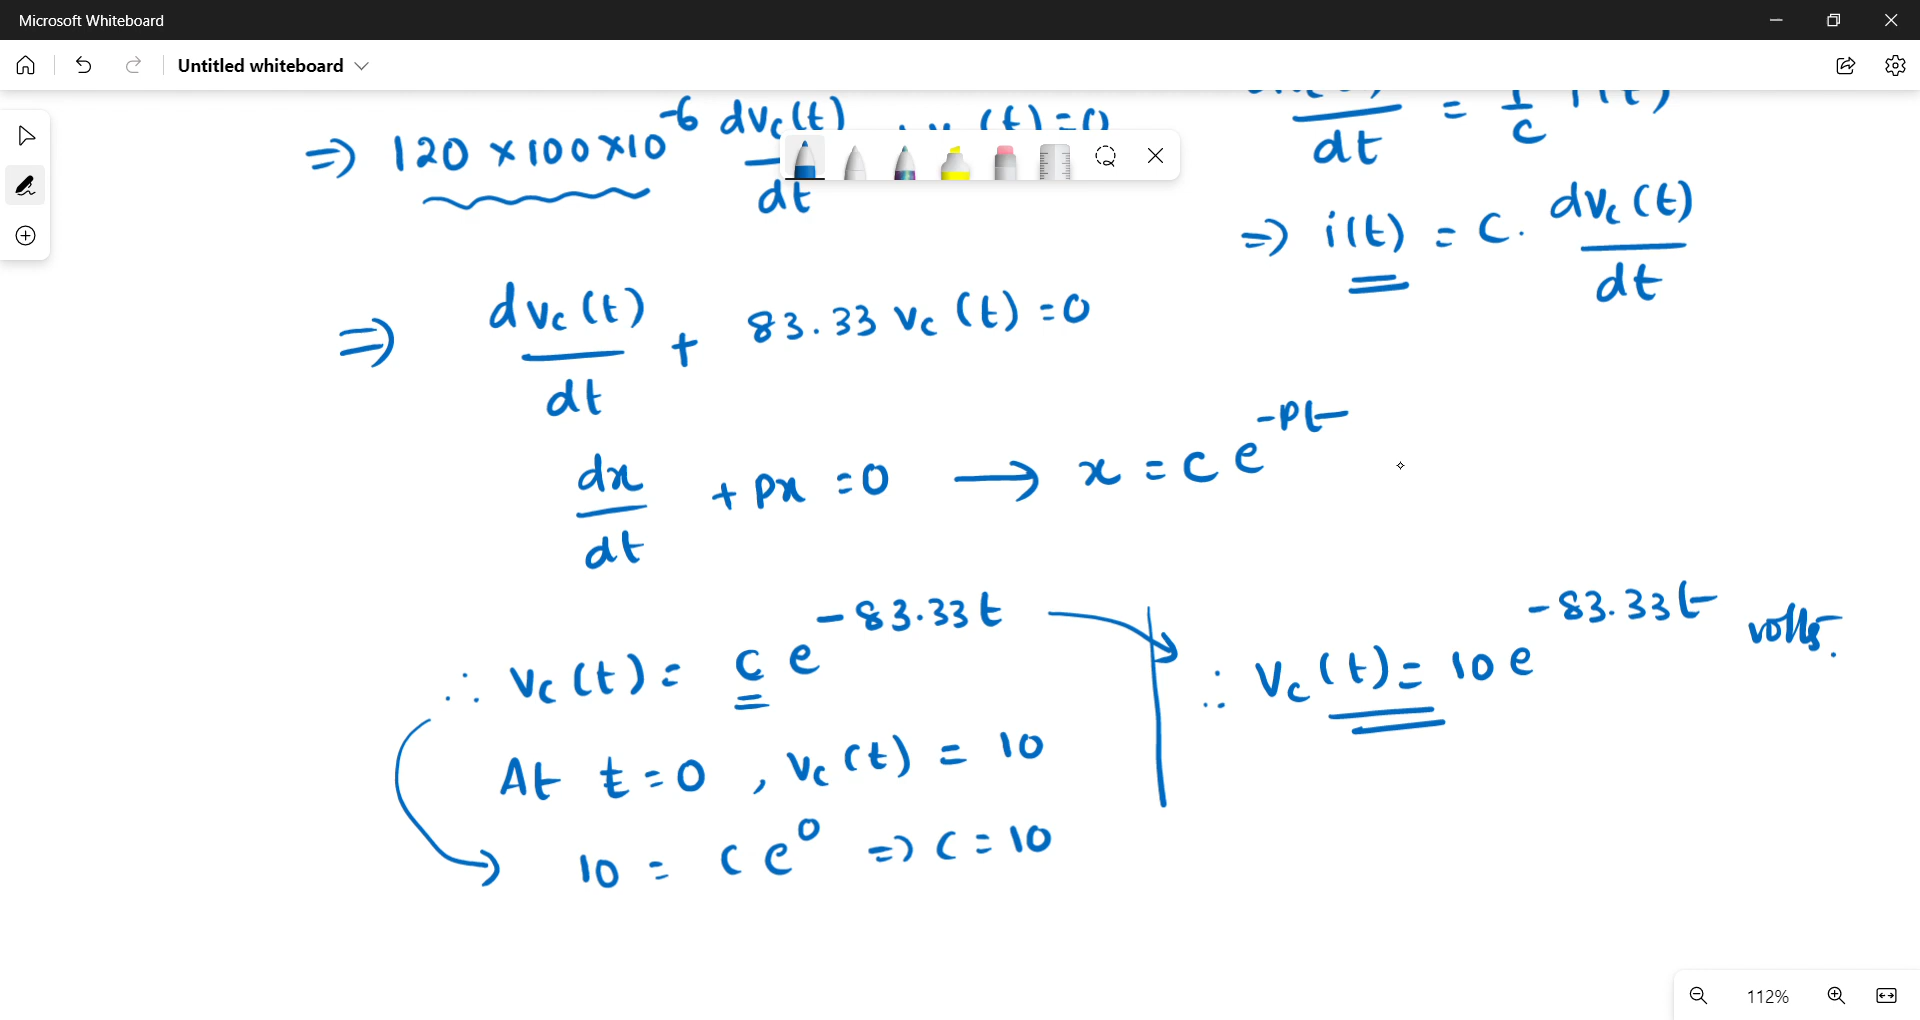 Microsoft Whiteboard
Untitled whiteboard
⇒ 120 × 100 × 10^-6 dvc(t)/dt (t) = 0
⇒ dvc(t)/dt + 83.33 vc(t) = 0
dx/dt + px = 0 → x = c e^-pt
∴ vc(t) = c e^-83.33t
At t = 0, vc(t) = 10
10 = c e^0 ⇒ c = 10
dt = 1/c i(t)
⇒ i(t) = c. dvc(t)/dt
∴ vc(t) = 10 e^-83.33t volts.
112%